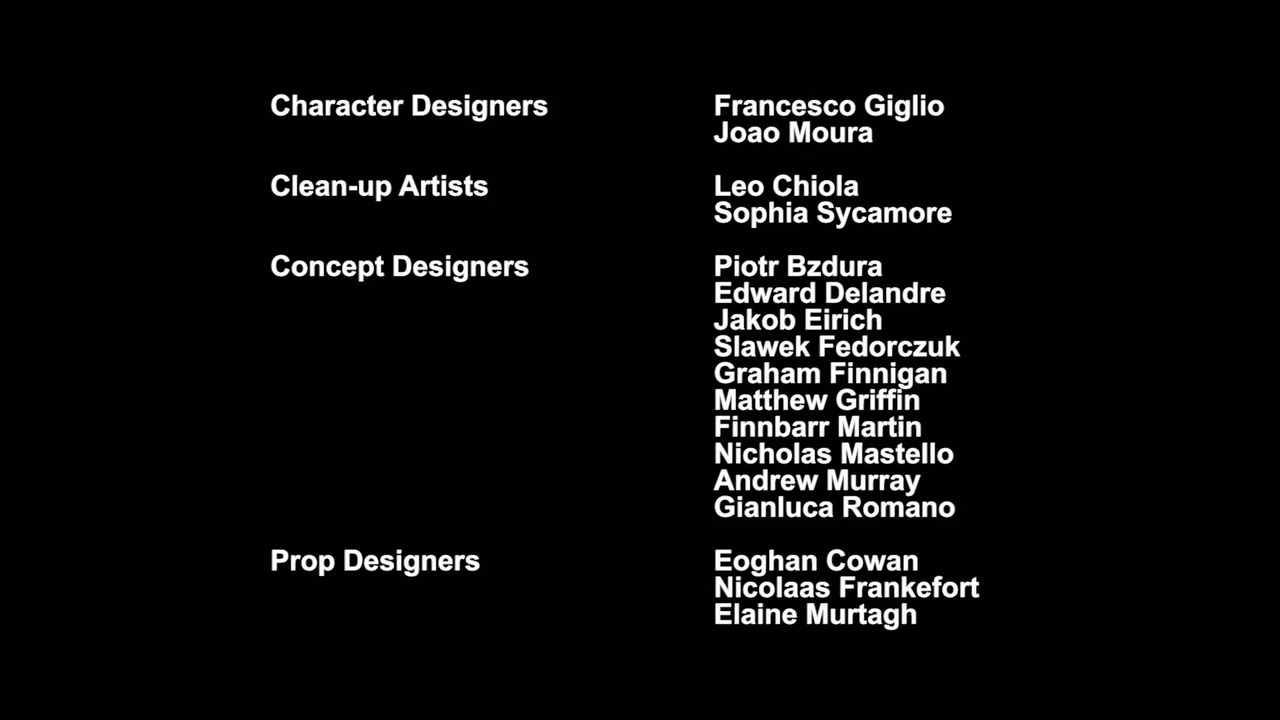 Character Designers Francesco Giglio
Joao Moura
Clean-up Artists Leo Chiola
Sophia Sycamore
Concept Designers Piotr Bzdura
Edward Delandre
Jakob Eirich
Slawek Fedorczuk
Graham Finnigan
Matthew Griffin
Finnbarr Martin
Nicholas Mastello
Andrew Murray
Gianluca Romano
Prop Designers Eoghan Cowan
Nicolaas Frankefort
Elaine Murtagh